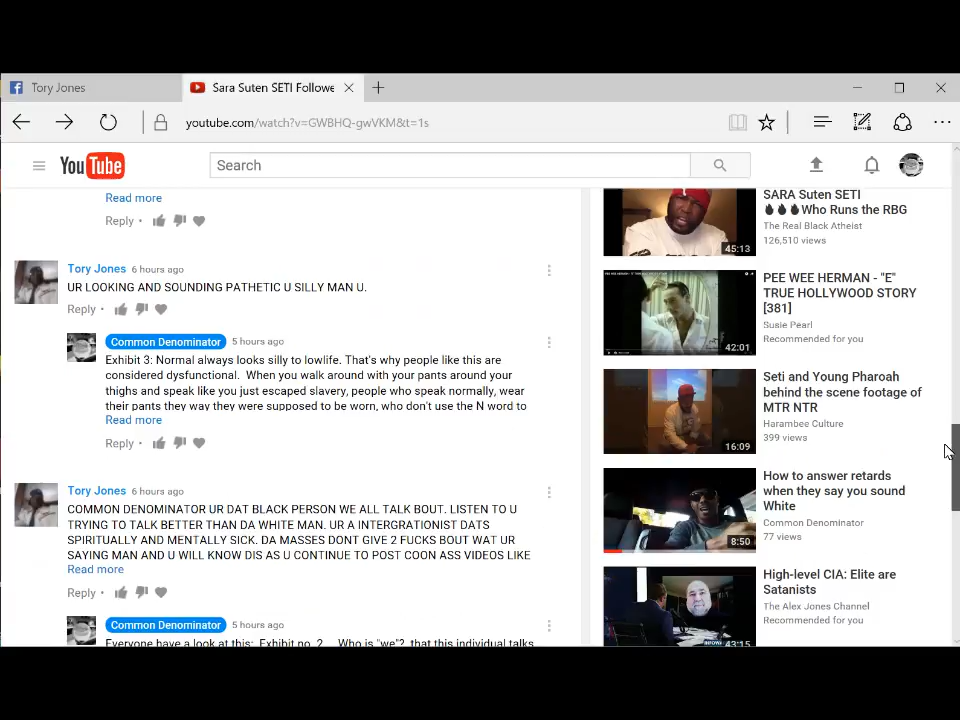 Tory Jones
Sara Suten SETI Followe
youtube.com/watch?v=GWBHQ-gwVKM&t=1s
YouTube
Search
Read more
Reply •
Tory Jones 6 hours ago
UR LOOKING AND SOUNDING PATHETIC U SILLY MAN U.
Reply •
Common Denominator 5 hours ago
Exhibit 3: Normal always looks silly to lowlife. That's why people like this are
considered dysfunctional. When you walk around with your pants around your
thighs and speak like you just escaped slavery, people who speak normally, wear
their pants they way they were supposed to be worn, who don't use the N word to
Read more
Reply •
Tory Jones 6 hours ago
COMMON DENOMINATOR UR DAT BLACK PERSON WE ALL TALK BOUT. LISTEN TO U
TRYING TO TALK BETTER THAN DA WHITE MAN. UR A INTERGRATIONIST DATS
SPIRITUALLY AND MENTALLY SICK. DA MASSES DONT GIVE 2 FUCKS BOUT WAT UR
SAYING MAN AND U WILL KNOW DIS AS U CONTINUE TO POST COON ASS VIDEOS LIKE
Read more
Reply •
Common Denominator 5 hours ago
Everyone have a look at this: Exhibit no. 2 Who is "we"? that this individual talks
SARA Suten SETI
Who Runs the RBG
The Real Black Atheist
126,510 views
45:13
PEE WEE HERMAN - "E"
TRUE HOLLYWOOD STORY
[381]
Susie Pearl
Recommended for you
42:01
Seti and Young Pharoah
behind the scene footage of
MTR NTR
Harambee Culture
399 views
16:09
How to answer retards
when they say you sound
White
Common Denominator
77 views
8:50
High-level CIA: Elite are
Satanists
The Alex Jones Channel
Recommended for you
43:15